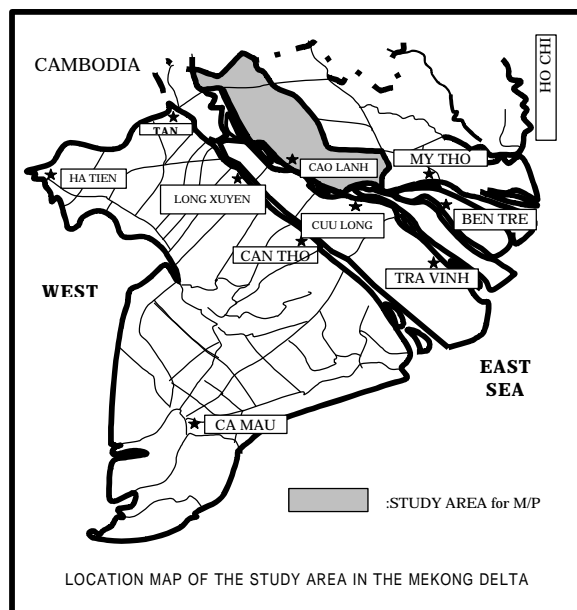 CAMBODIA
HO CHI
TAN
HA TIEN
CAO LANH
MY THO
LONG XUYEN
CUU LONG
BEN TRE
CAN THO
TRA VINH
WEST
EAST
SEA
CA MAU
:STUDY AREA for M/P
LOCATION MAP OF THE STUDY AREA IN THE MEKONG DELTA